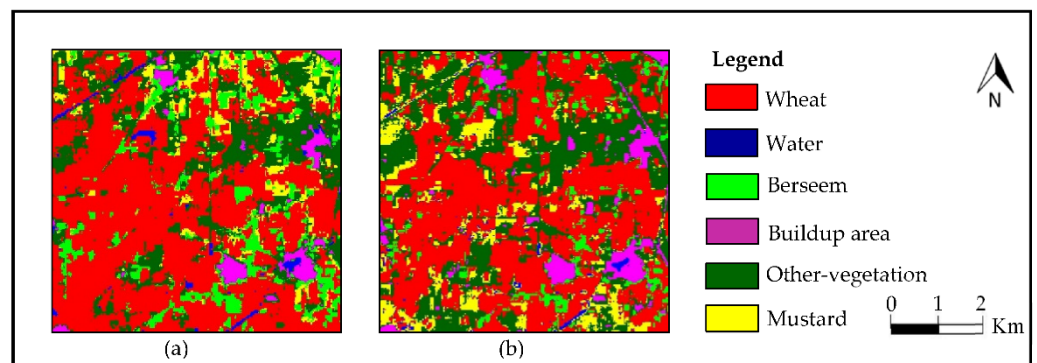 Legend
N
Wheat
Water
Berseem
Buildup area
Other-vegetation
Mustard
0 1 2
Km
(a)
(b)